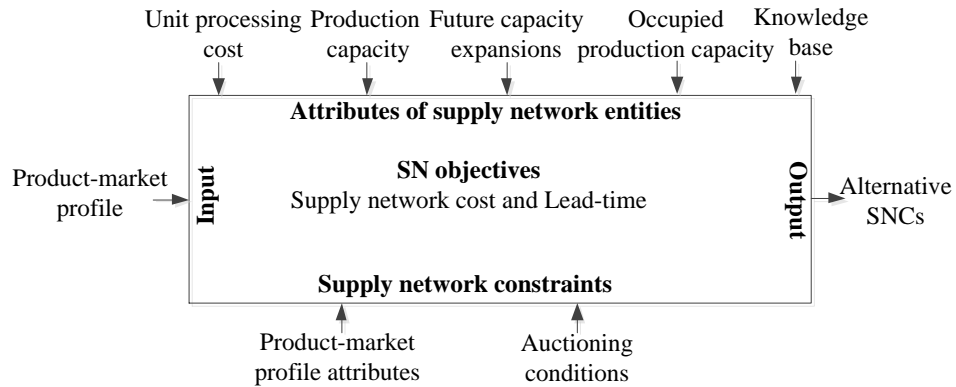 Unit processing
cost
Production
capacity
Future capacity
expansions
Occupied
production capacity
Knowledge
base
Attributes of supply network entities
Product-market
profile
Input
SN objectives
Supply network cost and Lead-time
Output
Alternative
SNCs
Supply network constraints
Product-market
profile attributes
Auctioning
conditions